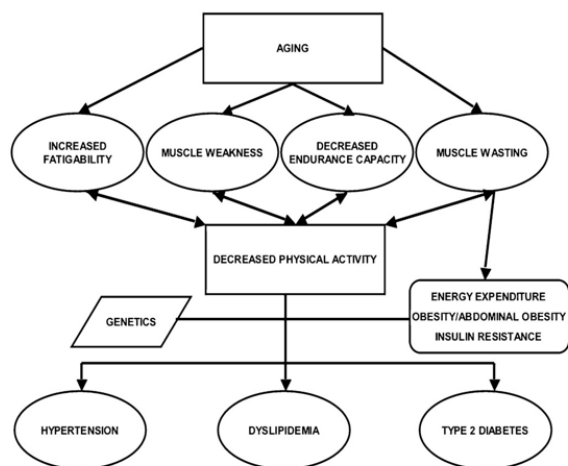 AGING
INCREASED
FATIGABILITY
MUSCLE WEAKNESS
DECREASED
ENDURANCE CAPACITY
MUSCLE WASTING
DECREASED PHYSICAL ACTIVITY
GENETICS
ENERGY EXPENDITURE
OBESITY/ABDOMINAL OBESITY
INSULIN RESISTANCE
HYPERTENSION
DYSLIPIDEMIA
TYPE 2 DIABETES